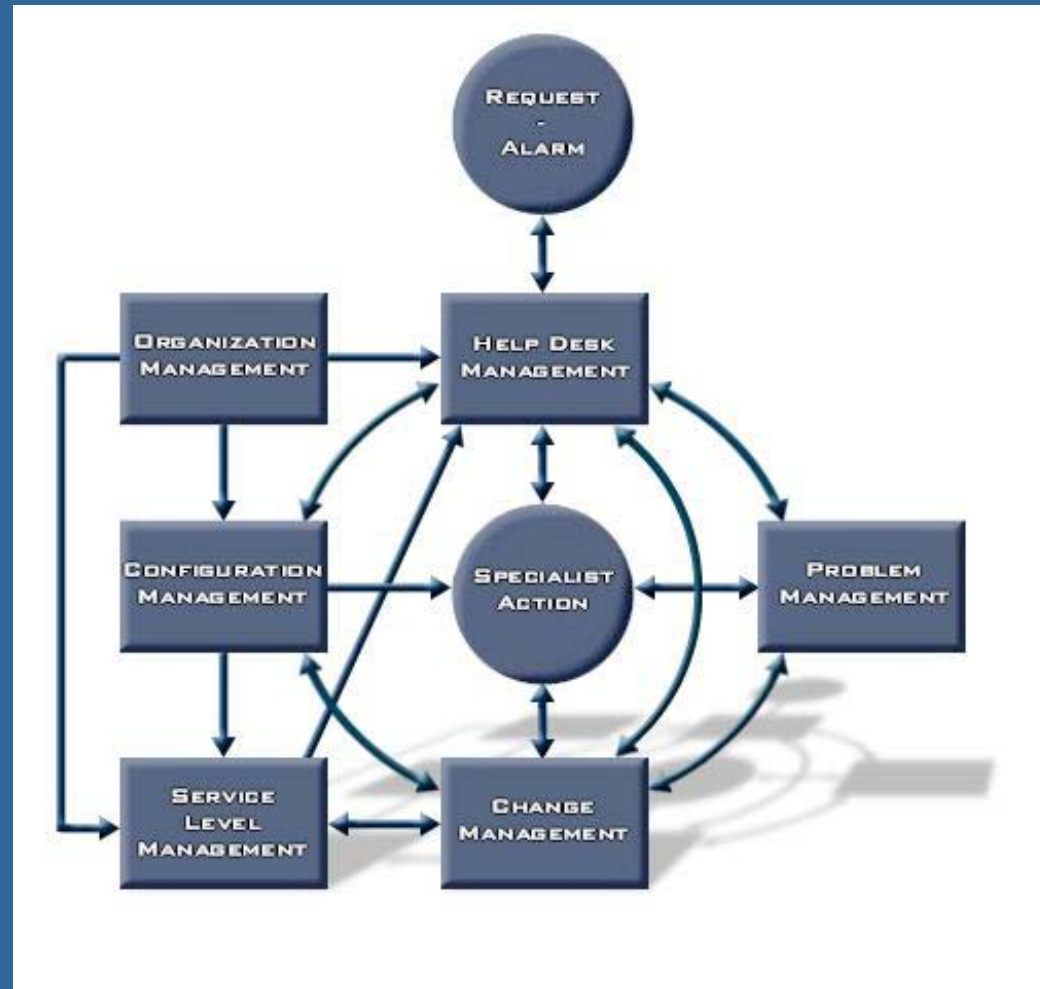 REQUEST
-
ALARM
ORGANIZATION
MANAGEMENT
HELP DESK
MANAGEMENT
CONFIGURATION
MANAGEMENT
SPECIALIST
ACTION
PROBLEM
MANAGEMENT
SERVICE
LEVEL
MANAGEMENT
CHANGE
MANAGEMENT